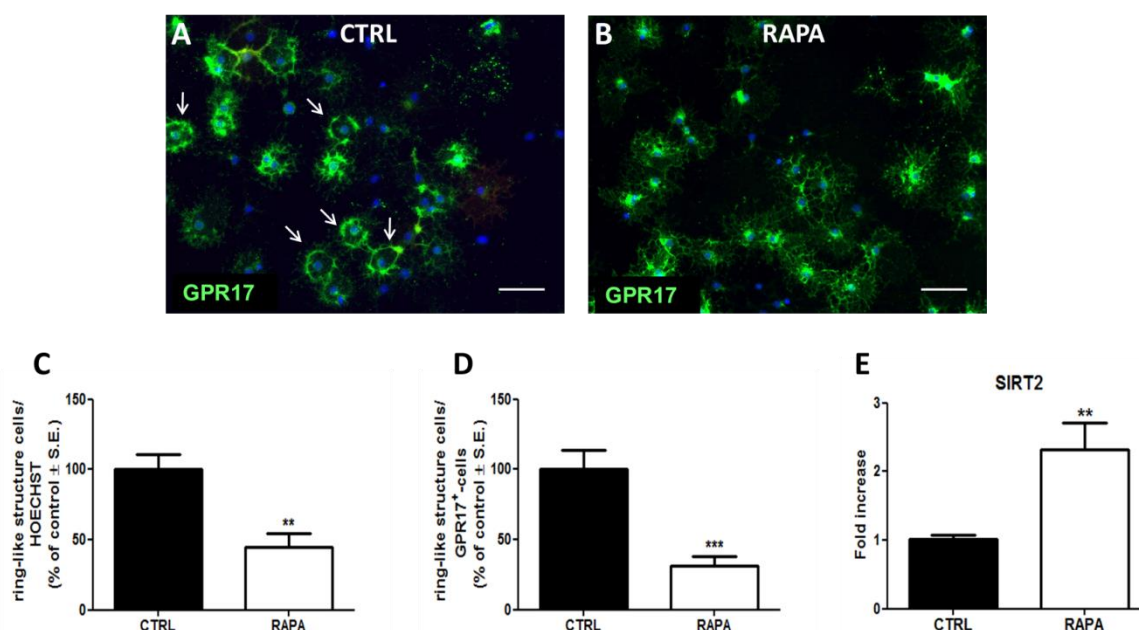 A
CTRL
GPR17
B
RAPA
GPR17
C
ring-like structure cells/
HOECHST
(% of control ± S.E.)
150
100
50
0
**
CTRL
RAPA
D
ring-like structure cells/
GPR17⁺-cells
(% of control ± S.E.)
150
100
50
0
***
CTRL
RAPA
E
SIRT2
Fold increase
3
2
1
0
**
CTRL
RAPA